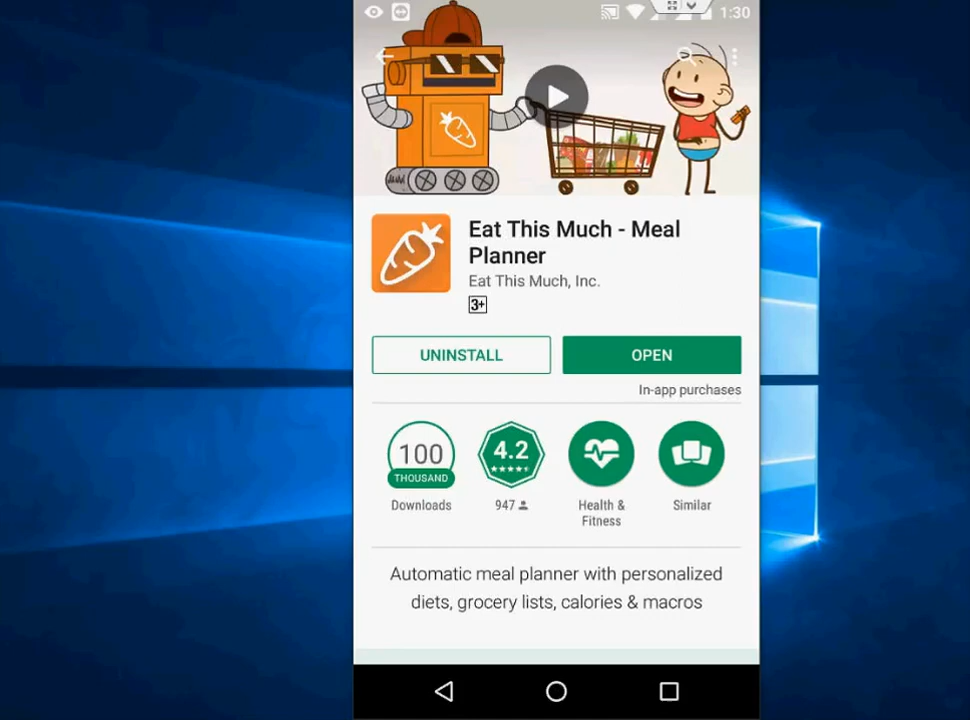 1:30
Eat This Much - Meal
Planner
Eat This Much, Inc.
3+
UNINSTALL
OPEN
In-app purchases
100
THOUSAND
Downloads
4.2
947
Health &
Fitness
Similar
Automatic meal planner with personalized
diets, grocery lists, calories & macros